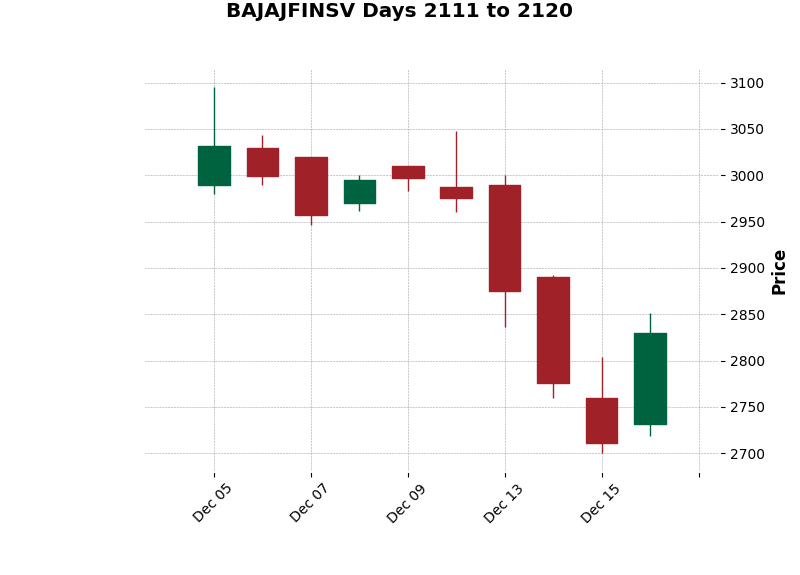 BAJAJFINSV Days 2111 to 2120
3100
3050
3000
2950
2900
2850
2800
2750
2700
Price
Dec 05
Dec 07
Dec 09
Dec 13
Dec 15